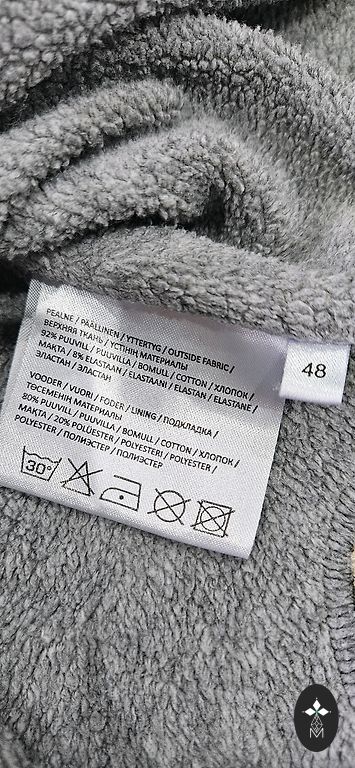 PEALNE / PÄÄLLINEN / YTTERTYG / OUTSIDE FABRIC /
ВЕРХНЯЯ ТКАНЬ / ҮСТІНІҢ МАТЕРИАЛЫ
92% PUUVILL / PUUVILLA / BOMULL / COTTON / ХЛОПОК /
МАҚТА / 8% ELASTAAN / ELASTAANI / ELASTAN / ELASTANE /
ЭЛАСТАН / ЭЛАСТАН
VOODER / VUORI / FODER / LINING / ПОДКЛАДКА /
ТӨСЕМЕНІҢ МАТЕРИАЛЫ
80% PUUVILL / PUUVILLA / BOMULL / COTTON / ХЛОПОК /
МАҚТА / 20% POLÜESTER / POLYESTERI / POLYESTER /
POLYESTER / ПОЛИЭСТЕР / ПОЛИЭСТЕР
30°
48
M